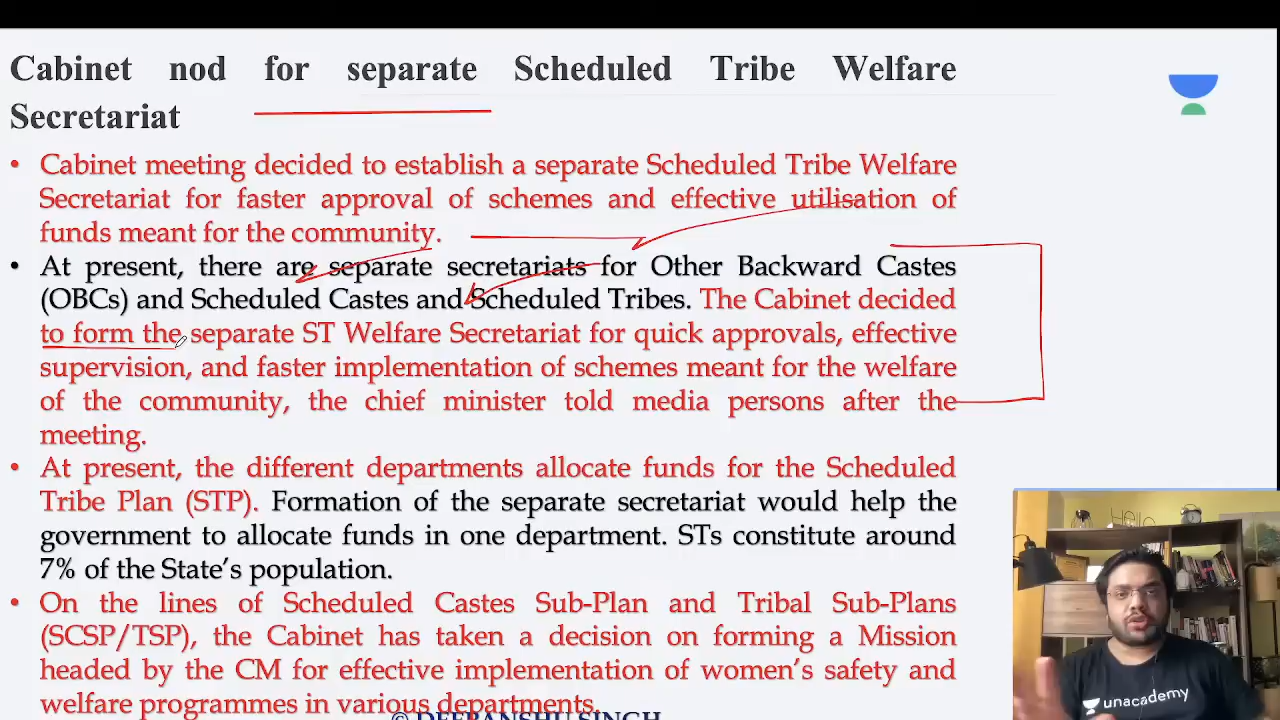 Cabinet nod for separate Scheduled Tribe Welfare
Secretariat
• Cabinet meeting decided to establish a separate Scheduled Tribe Welfare
Secretariat for faster approval of schemes and effective utilisation of
funds meant for the community.
• At present, there are separate secretariats for Other Backward Castes
(OBCs) and Scheduled Castes and Scheduled Tribes. The Cabinet decided
to form the separate ST Welfare Secretariat for quick approvals, effective
supervision, and faster implementation of schemes meant for the welfare
of the community, the chief minister told media persons after the
meeting.
• At present, the different departments allocate funds for the Scheduled
Tribe Plan (STP). Formation of the separate secretariat would help the
government to allocate funds in one department. STs constitute around
7% of the State's population.
• On the lines of Scheduled Castes Sub-Plan and Tribal Sub-Plans
(SCSP/TSP), the Cabinet has taken a decision on forming a Mission
headed by the CM for effective implementation of women's safety and
welfare programmes in various departments.
© DEEPANSHU SINGH
Hello
unacademy